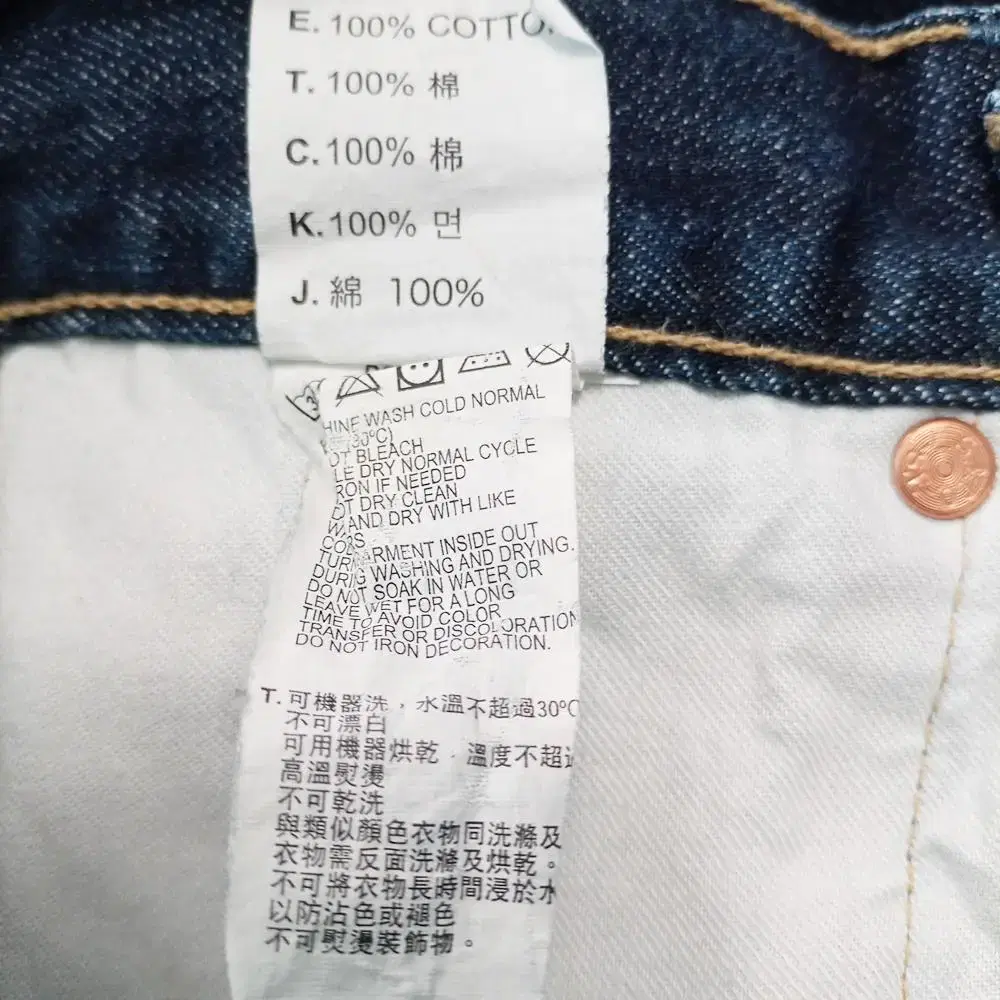 E. 100% COTTO
T. 100% 棉
C. 100% 棉
K. 100% 면
J. 綿 100%
HINE WASH COLD NORMAL
(30ºC)
OT BLEACH
LE DRY NORMAL CYCLE
RON IF NEEDED
OT DRY CLEAN
AND DRY WITH LIKE
GARMENT INSIDE OUT
WASHING AND DRYING.
DO NOT SOAK IN WATER OR
LEAVE WET FOR A LONG
TIME TO AVOID COLOR
TRANSFER OR DISCOLORATION
DO NOT IRON DECORATION.
T. 可機器洗，水溫不超過30ºC
不可漂白
可用機器烘乾．溫度不超過
高溫熨燙
不可乾洗
與類似顏色衣物同洗滌及
衣物需反面洗滌及烘乾。
不可將衣物長時間浸於水
以防沾色或褪色
不可熨燙裝飾物。